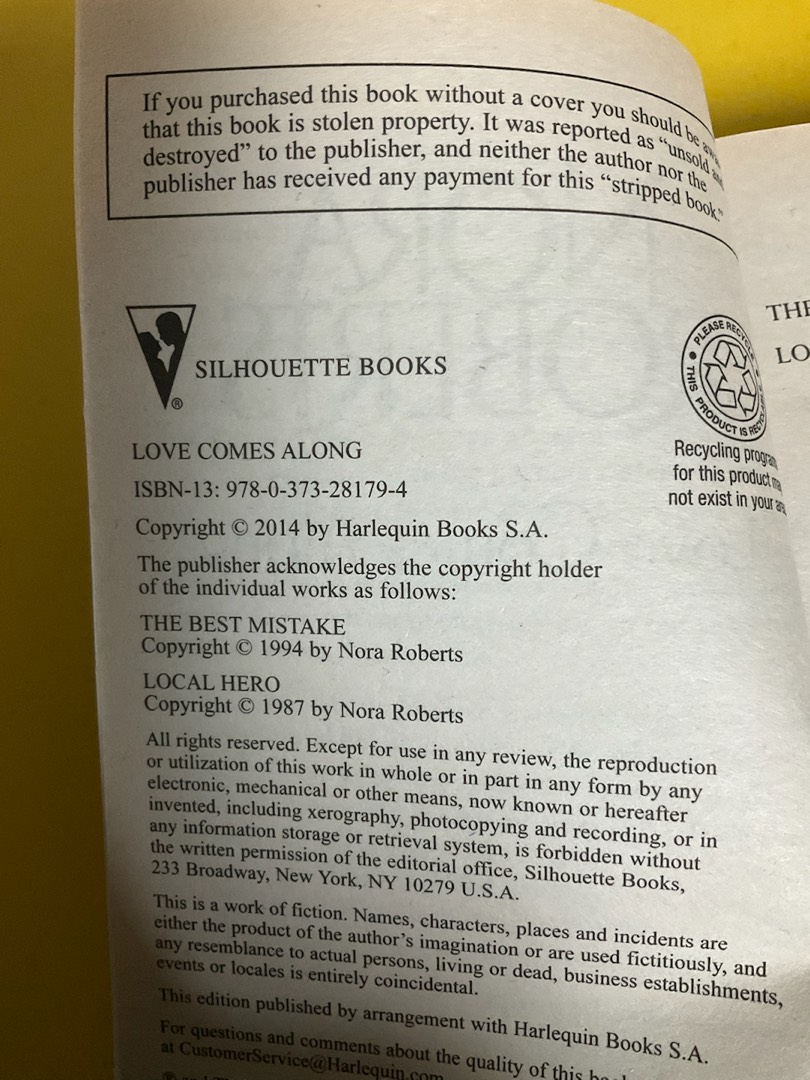 If you purchased this book without a cover you should be
that this book is stolen property. It was reported as “unsold
destroyed” to the publisher, and neither the author nor the
publisher has received any payment for this “stripped book.”
SILHOUETTE BOOKS
®
LOVE COMES ALONG
ISBN-13: 978-0-373-28179-4
Copyright © 2014 by Harlequin Books S.A.
The publisher acknowledges the copyright holder
of the individual works as follows:
THE BEST MISTAKE
Copyright © 1994 by Nora Roberts
LOCAL HERO
Copyright © 1987 by Nora Roberts
All rights reserved. Except for use in any review, the reproduction
or utilization of this work in whole or in part in any form by any
electronic, mechanical or other means, now known or hereafter
invented, including xerography, photocopying and recording, or in
any information storage or retrieval system, is forbidden without
the written permission of the editorial office, Silhouette Books,
233 Broadway, New York, NY 10279 U.S.A.
This is a work of fiction. Names, characters, places and incidents are
either the product of the author’s imagination or are used fictitiously, and
any resemblance to actual persons, living or dead, business establishments,
events or locales is entirely coincidental.
This edition published by arrangement with Harlequin Books S.A.
For questions and comments about the quality of this
at CustomerService@Harlequin.com
PLEASE
THIS PRODUCT IS
Recycling
for this product
not exist in your
THE
LO